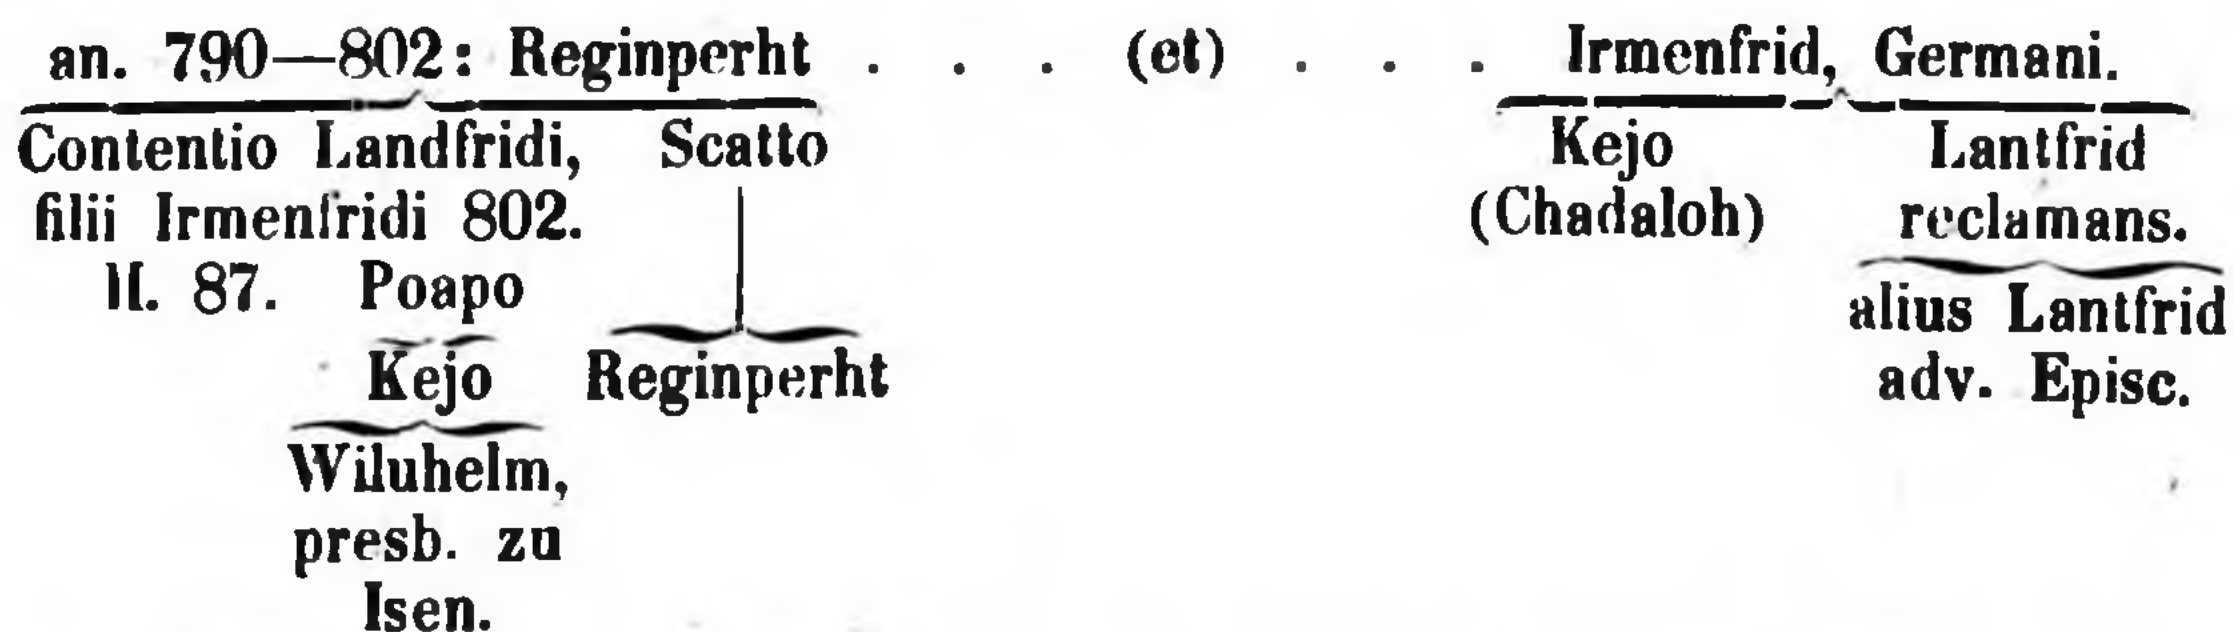 an. 790—802: Reginperht . . . (et) . . . Irmenfrid, Germani.
Contentio Landfridi, Scatto Kejo Lantfrid
filii Irmenfridi 802. (Chadaloh) reclamans.
M. 87. Poapo alius Lantfrid
Kejo Reginperht adv. Episc.
Wiluhelm,
presb. zu
Isen.